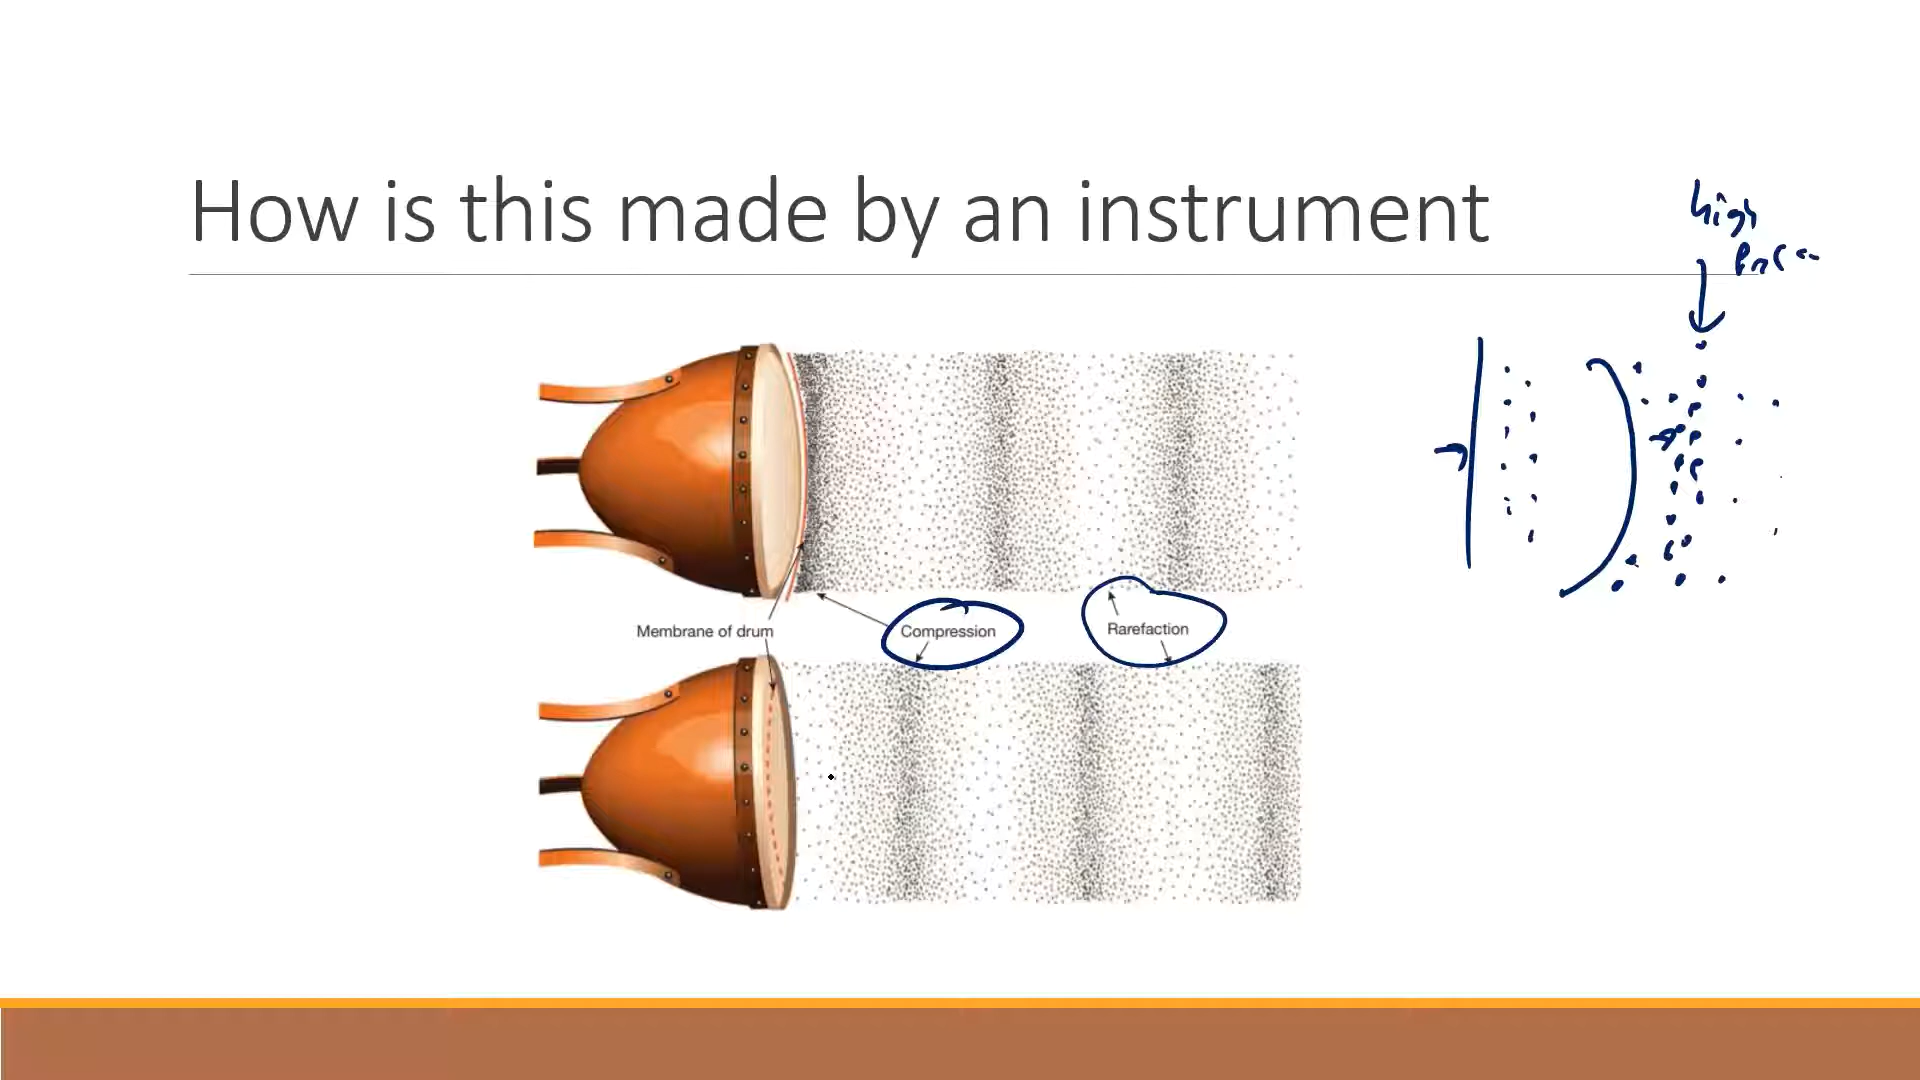 How is this made by an instrument
high
Membrane of drum
Compression
Rarefaction